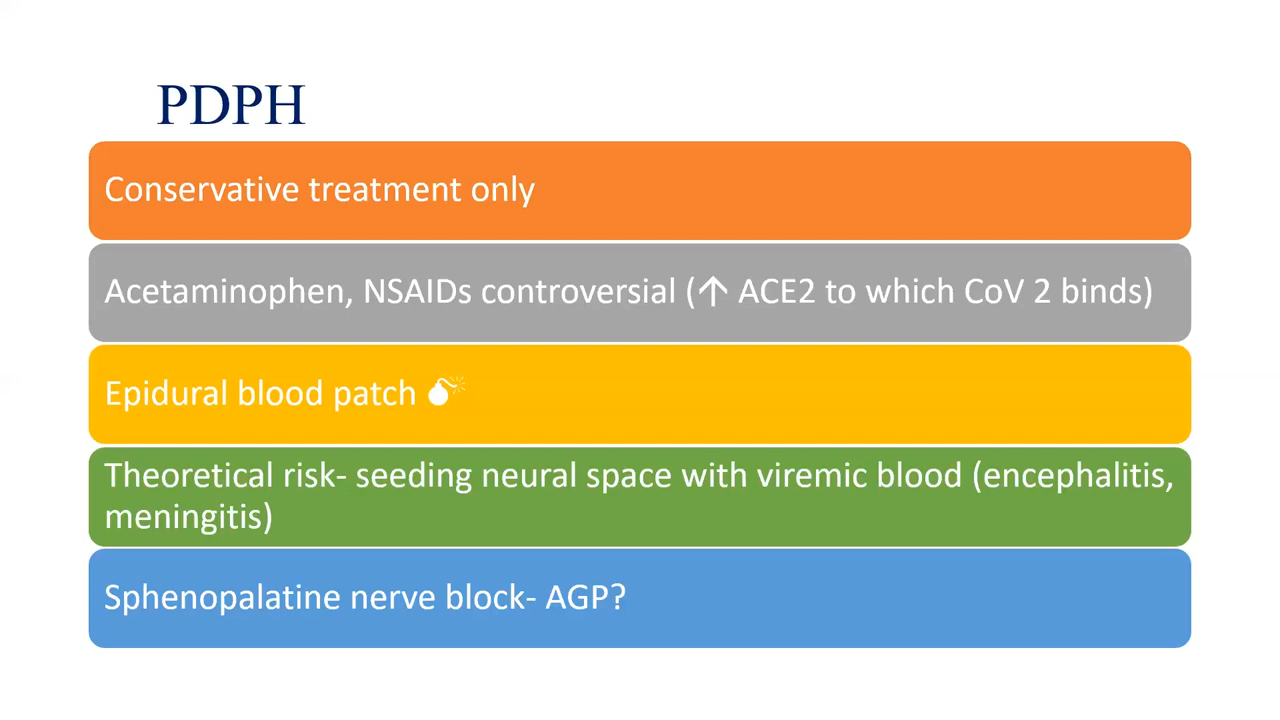 PDPH
Conservative treatment only
Acetaminophen, NSAIDs controversial (↑ ACE2 to which CoV 2 binds)
Epidural blood patch 💣
Theoretical risk- seeding neural space with viremic blood (encephalitis,
meningitis)
Sphenopalatine nerve block- AGP?